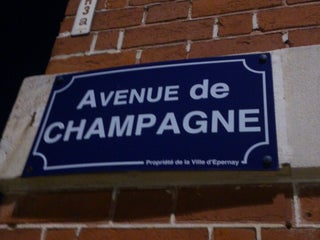 AVENUE de
CHAMPAGNE
Propriété de la Ville d'Epernay